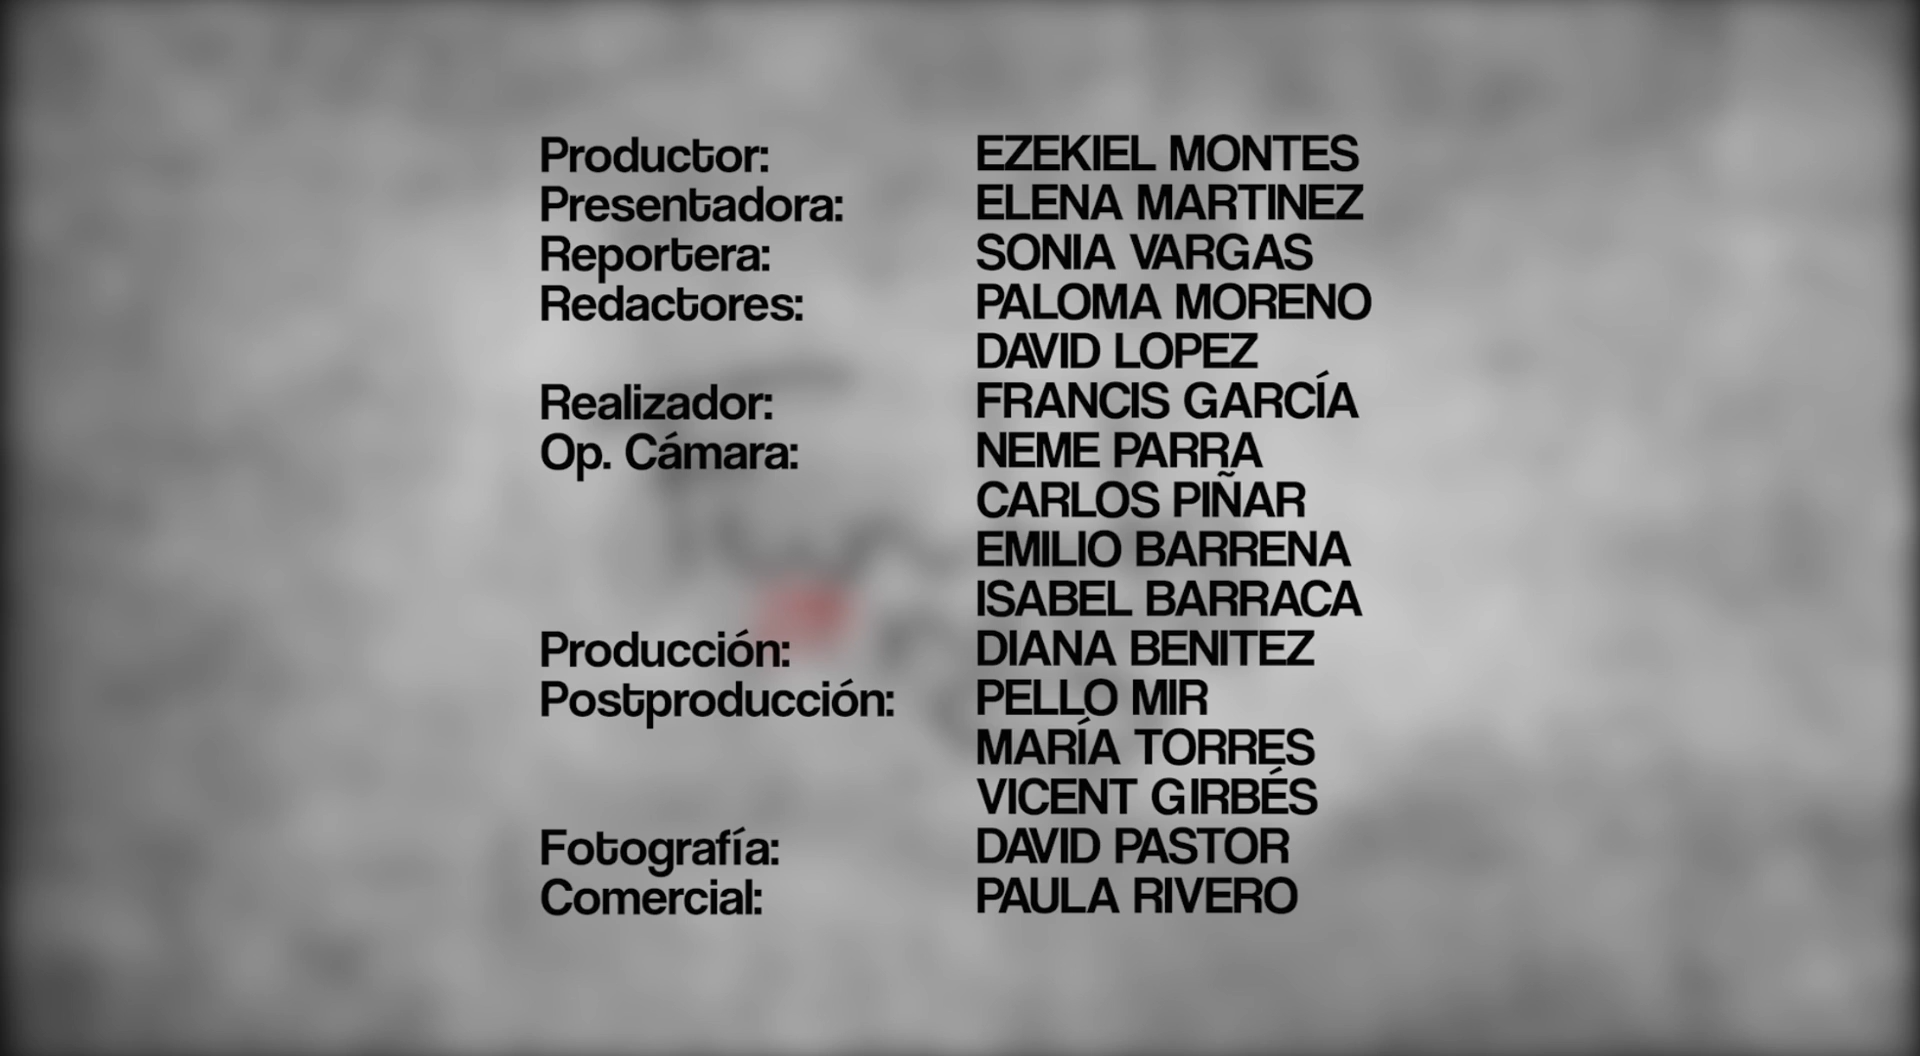 Productor: EZEKIEL MONTES
Presentadora: ELENA MARTINEZ
Reportera: SONIA VARGAS
Redactores: PALOMA MORENO
DAVID LOPEZ
Realizador: FRANCIS GARCÍA
Op. Cámara: NEME PARRA
CARLOS PIÑAR
EMILIO BARRENA
ISABEL BARRACA
Producción: DIANA BENITEZ
Postproducción: PELLO MIR
MARÍA TORRES
VICENT GIRBÉS
Fotografía: DAVID PASTOR
Comercial: PAULA RIVERO